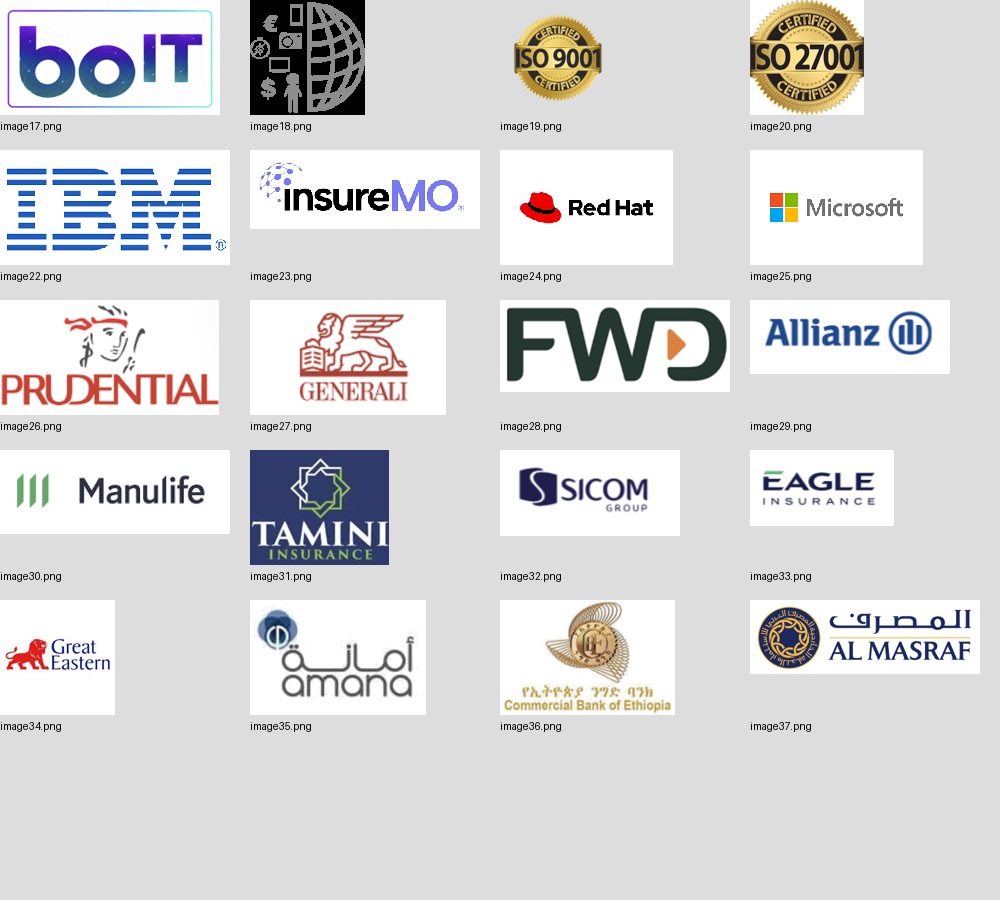 boIT
€
$
CERTIFIED
ISO 9001
CERTIFIED
CERTIFIED
ISO 27001
CERTIFIED
image17.png
image18.png
image19.png
image20.png
IBM®
insureMO
Red Hat
Microsoft
image22.png
image23.png
image24.png
image25.png
PRUDENTIAL
GENERALI
FWD
Allianz
image26.png
image27.png
image28.png
image29.png
Manulife
TAMINI
INSURANCE
SICOM
GROUP
EAGLE
INSURANCE
image30.png
image31.png
image32.png
image33.png
Great
Eastern
أمانة
amana
የኢትዮጵያ ንግድ ባንክ
Commercial Bank of Ethiopia
المصرف
AL MASRAF
image34.png
image35.png
image36.png
image37.png